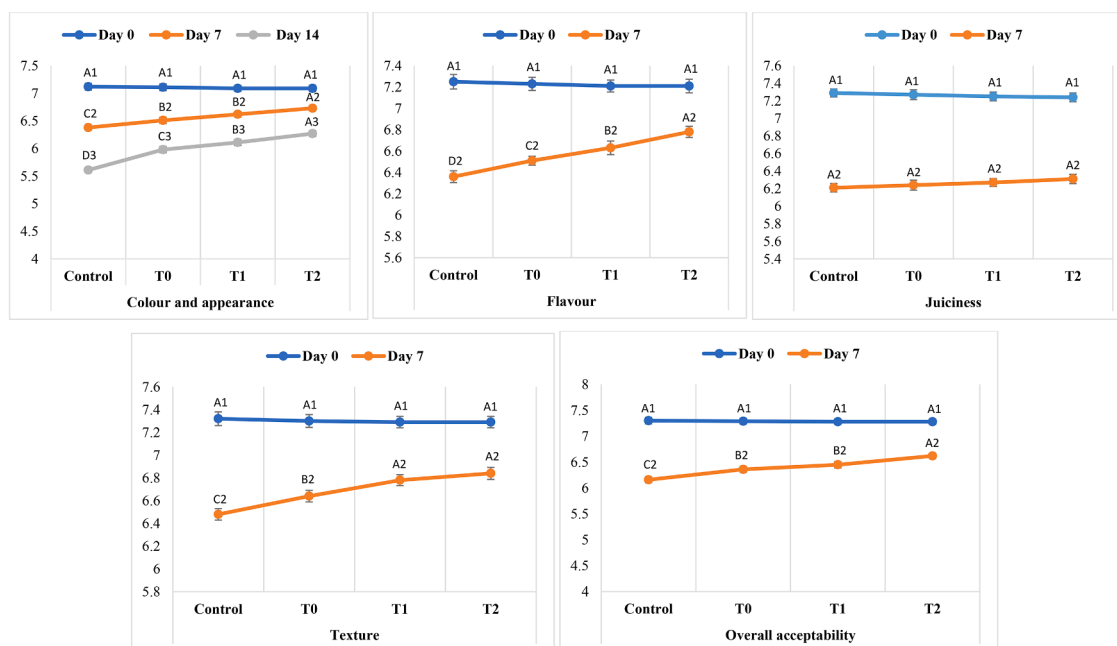 Day 0 Day 7 Day 14
7.5
7
6.5
6
5.5
5
4.5
4
A1 A1 A1 A1
C2 B2 B2 A2
D3 C3 B3 A3
Control T0 T1 T2
Colour and appearance
Day 0 Day 7
7.4
7.2
7
6.8
6.6
6.4
6.2
6
5.8
5.6
A1 A1 A1 A1
D2 C2 B2 A2
Control T0 T1 T2
Flavour
Day 0 Day 7
7.6
7.4
7.2
7
6.8
6.6
6.4
6.2
6
5.8
5.6
5.4
A1 A1 A1 A1
A2 A2 A2 A2
Control T0 T1 T2
Juiciness
Day 0 Day 7
7.6
7.4
7.2
7
6.8
6.6
6.4
6.2
6
5.8
A1 A1 A1 A1
C2 B2 A2 A2
Control T0 T1 T2
Texture
Day 0 Day 7
8
7.5
7
6.5
6
5.5
5
4.5
4
A1 A1 A1 A1
C2 B2 B2 A2
Control T0 T1 T2
Overall acceptability